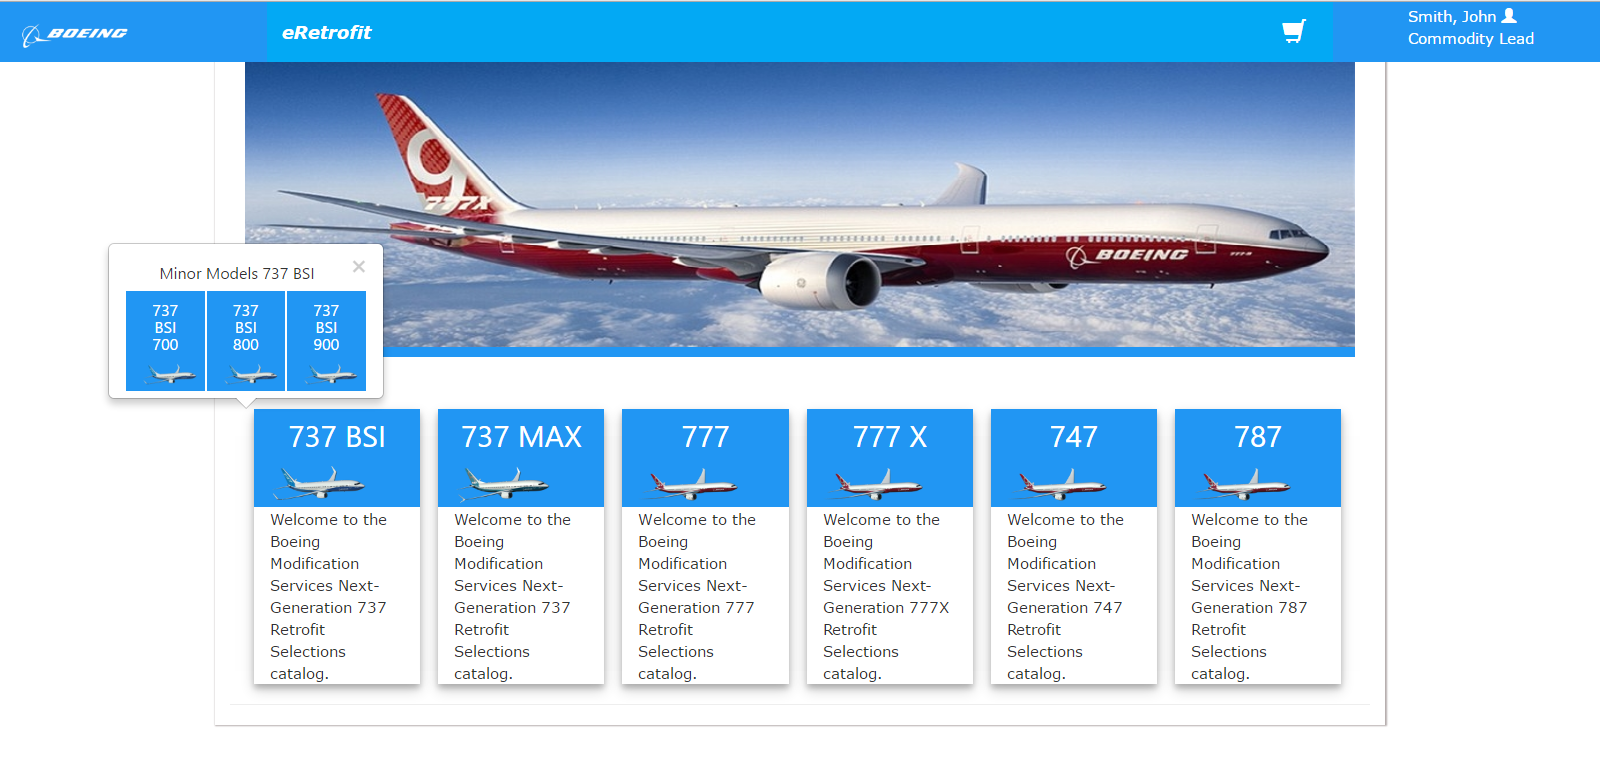 BOEING
eRetrofit
Smith, John
Commodity Lead
9
777X
BOEING
Minor Models 737 BSI
×
737
BSI
700
737
BSI
800
737
BSI
900
737 BSI
Welcome to the
Boeing
Modification
Services Next-
Generation 737
Retrofit
Selections
catalog.
737 MAX
Welcome to the
Boeing
Modification
Services Next-
Generation 737
Retrofit
Selections
catalog.
777
Welcome to the
Boeing
Modification
Services Next-
Generation 777
Retrofit
Selections
catalog.
777 X
Welcome to the
Boeing
Modification
Services Next-
Generation 777X
Retrofit
Selections
catalog.
747
Welcome to the
Boeing
Modification
Services Next-
Generation 747
Retrofit
Selections
catalog.
787
Welcome to the
Boeing
Modification
Services Next-
Generation 787
Retrofit
Selections
catalog.